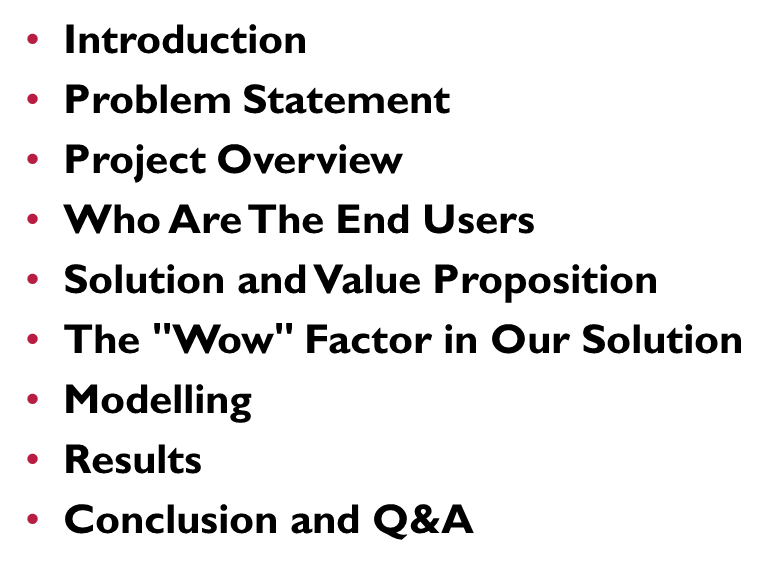 • Introduction
• Problem Statement
• Project Overview
• Who Are The End Users
• Solution and Value Proposition
• The "Wow" Factor in Our Solution
• Modelling
• Results
• Conclusion and Q&A